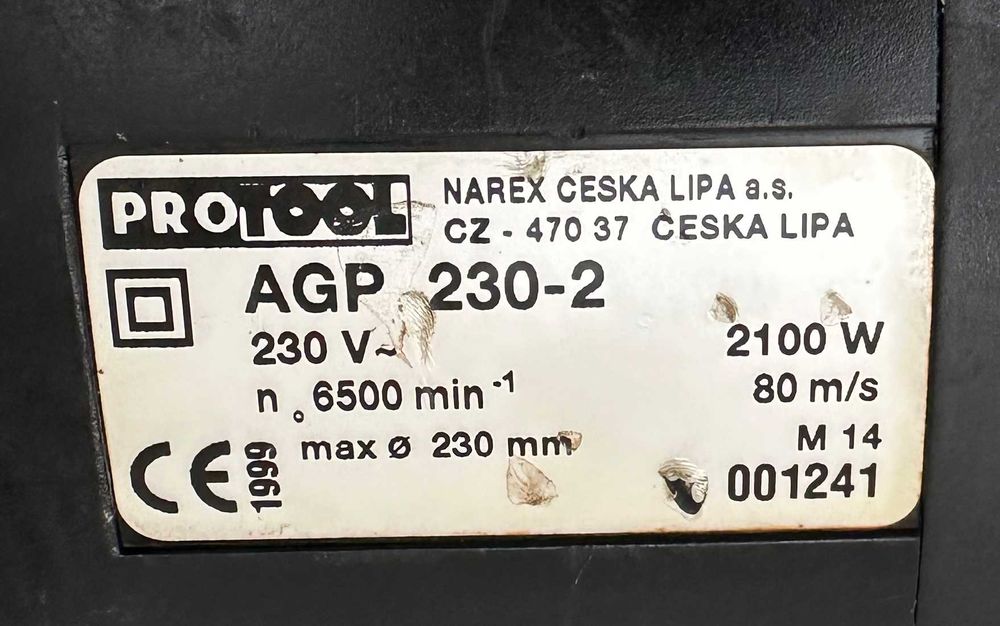 PROTOOL
NAREX CESKA LIPA a.s.
CZ - 470 37 ČESKA LIPA
AGP 230-2
230 V~ 2100 W
n₀ 6500 min⁻¹ 80 m/s
max ø 230 mm M 14
CE 1999 001241